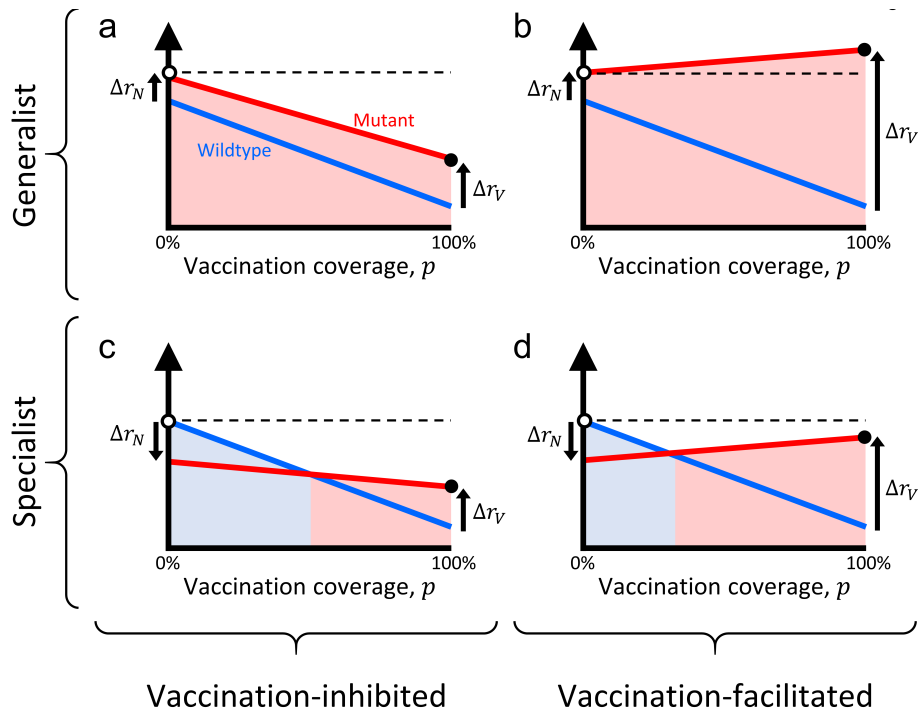 a
b
Generalist
Δr_N
Mutant
Wildtype
Δr_V
0%
100%
Vaccination coverage, p
Δr_N
Δr_V
0%
100%
Vaccination coverage, p
c
d
Specialist
Δr_N
Δr_V
0%
100%
Vaccination coverage, p
Δr_N
Δr_V
0%
100%
Vaccination coverage, p
Vaccination-inhibited
Vaccination-facilitated